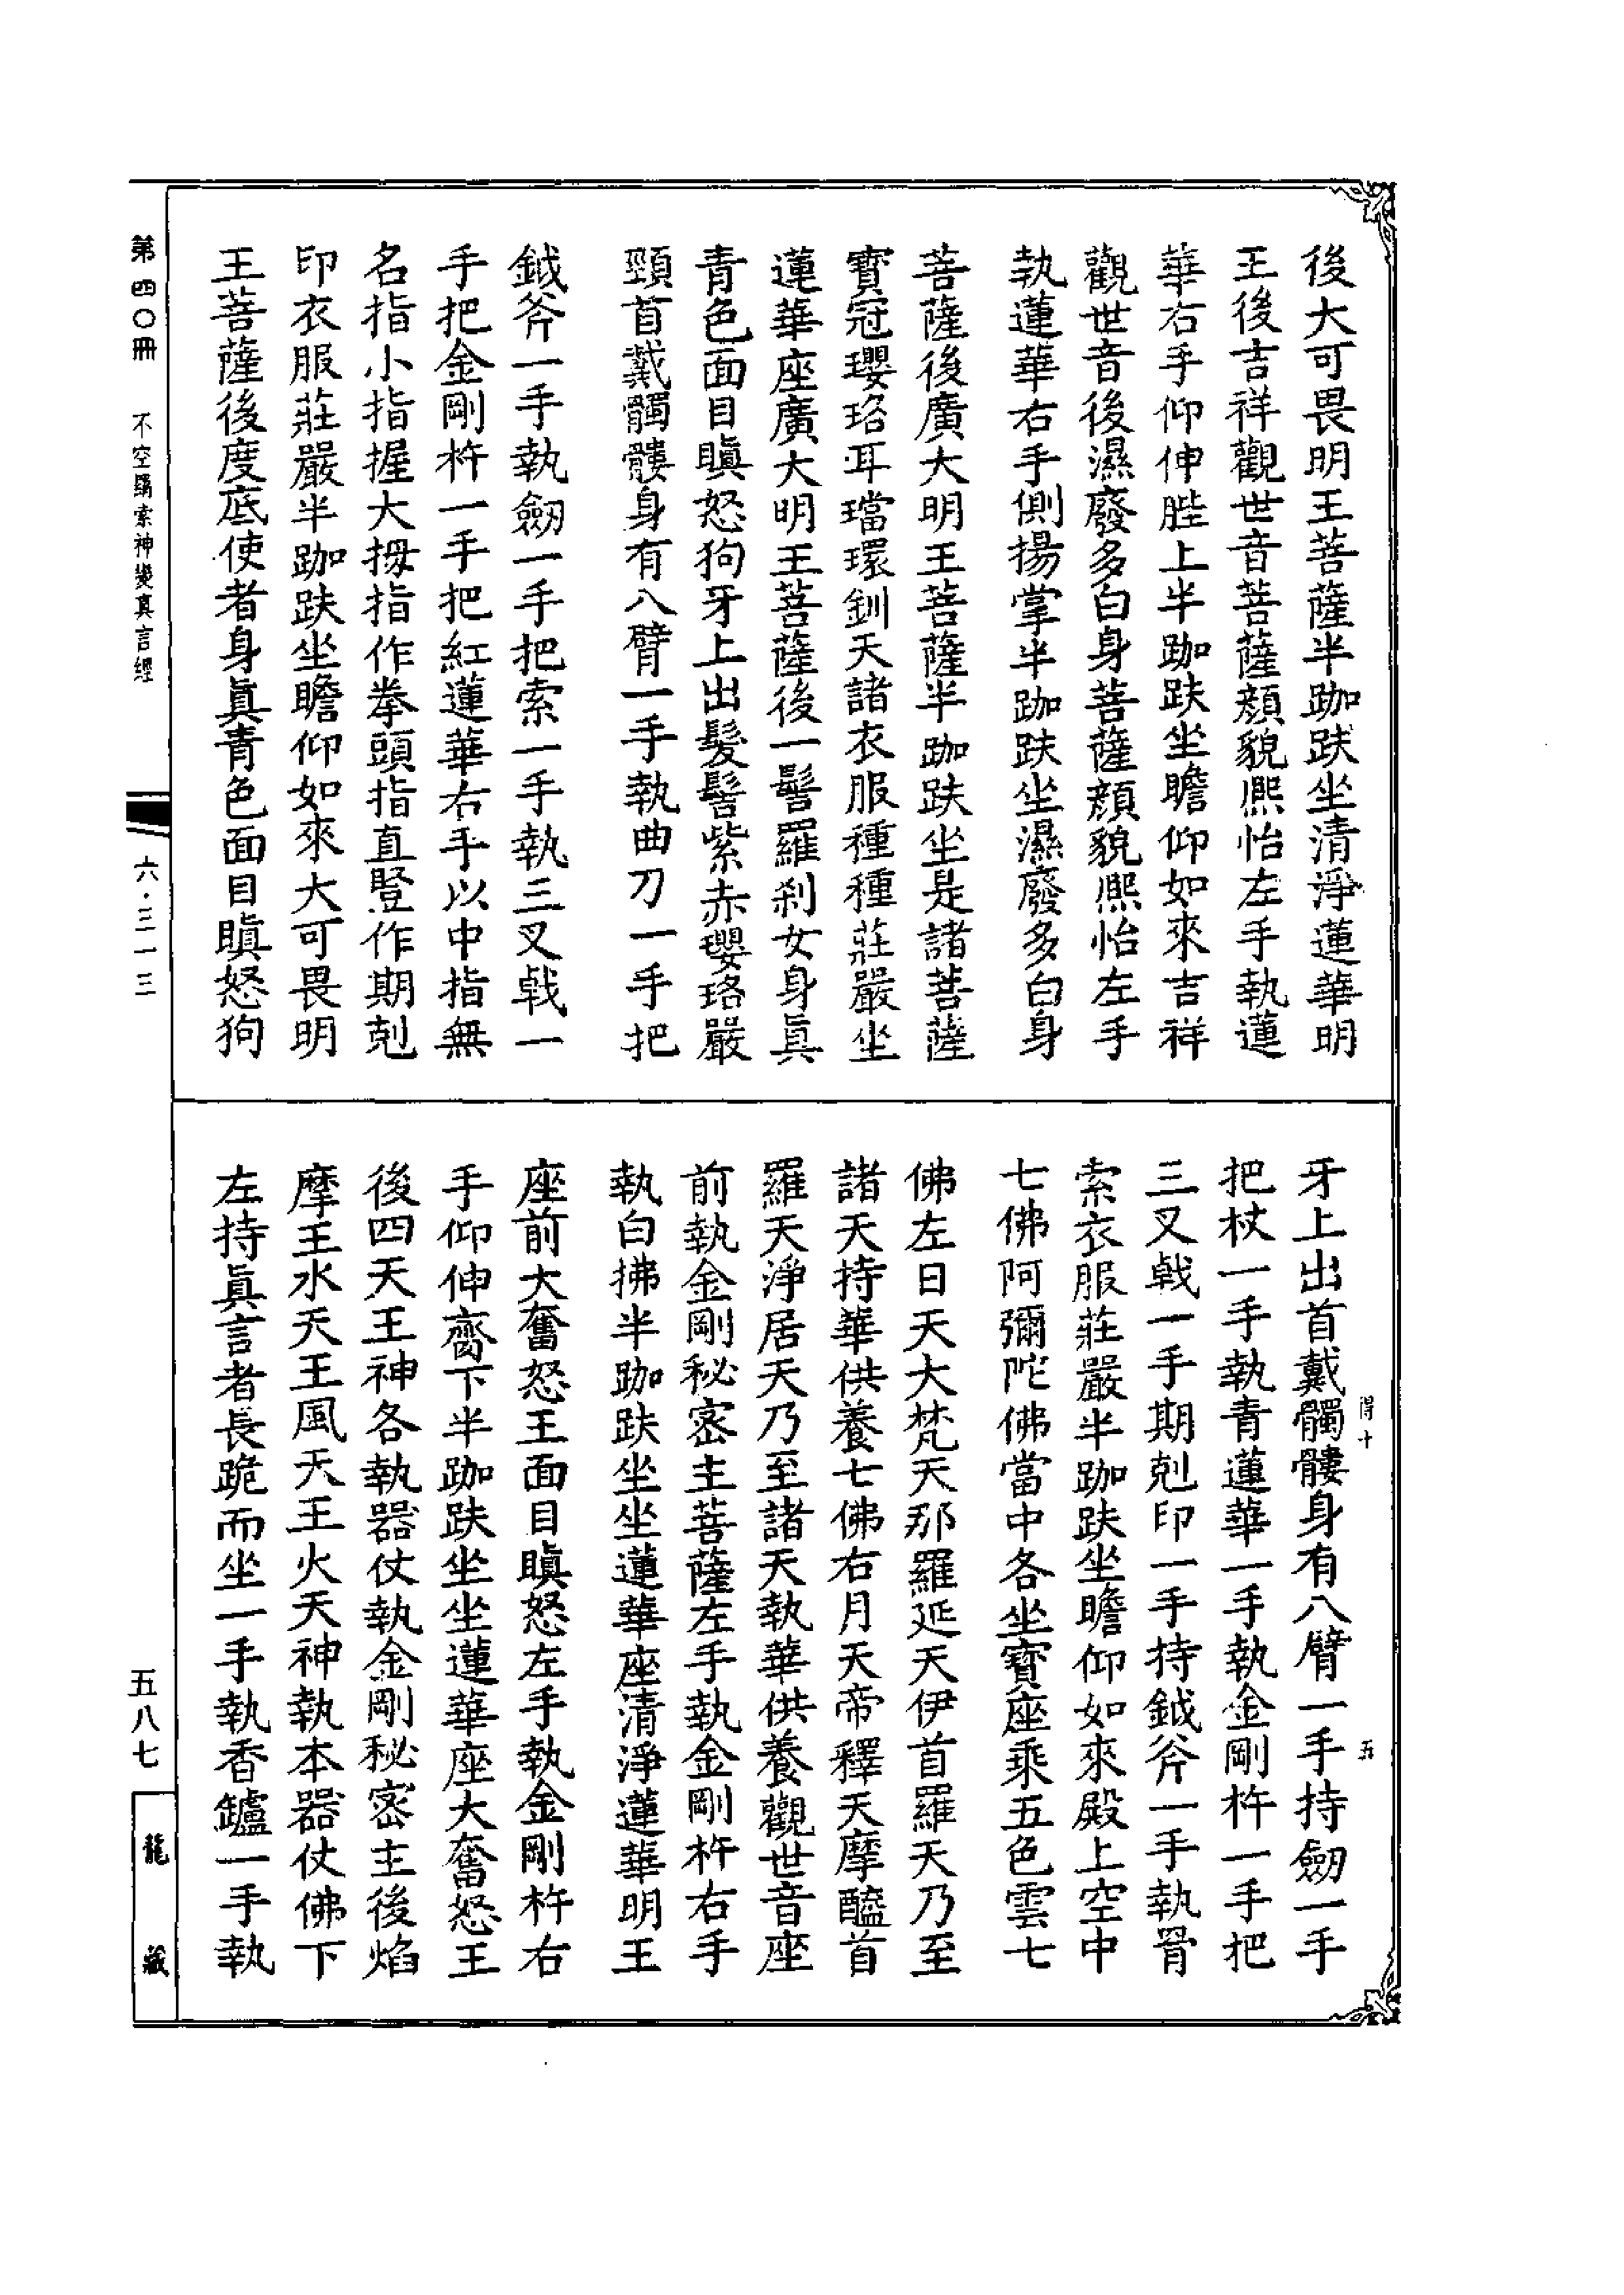 後大可畏明王菩薩半跏趺坐清淨蓮華明
王後吉祥觀世音菩薩顏貌熈怡左手執蓮
華右手仰伸䏶上半跏趺坐瞻仰如來吉祥
觀世音後濕廢多白身菩薩顏貌熈怡左手
執蓮華右手側揚掌半跏趺坐濕廢多白身
菩薩後廣大明王菩薩半跏趺坐是諸菩薩
寶冠瓔珞耳璫環釧天諸衣服種種莊嚴坐
蓮華座廣大明王菩薩後一髻羅刹女身眞
青色面目瞋怒狗牙上出髮髻紫赤瓔珞嚴
頸首戴髑髏身有八臂一手執曲刀一手把
鉞斧一手執劒一手把索一手執三叉戟一
手把金剛杵一手把紅蓮華右手以中指無
名指小指握大拇指作拳頭指直豎作期剋
印衣服莊嚴半跏趺坐瞻仰如來大可畏明
王菩薩後度底使者身眞青色面目瞋怒狗
牙上出首戴髑髏身有八臂一手持劒一手
把杖一手執青蓮華一手執金剛杵一手把
三叉戟一手期剋印一手持鉞斧一手執罥
索衣服莊嚴半跏趺坐瞻仰如來殿上空中
七佛阿彌陀佛當中各坐寶座乘五色雲七
佛左日天大梵天那羅延天伊首羅天乃至
諸天持華供養七佛右月天帝釋天摩醯首
羅天淨居天乃至諸天執華供養觀世音座
前執金剛秘密主菩薩左手執金剛杵右手
執白拂半跏趺坐坐蓮華座清淨蓮華明王
座前大奮怒王面目瞋怒左手執金剛杵右
手仰伸齊下半跏趺坐坐蓮華座大奮怒王
後四天王神各執器仗執金剛秘密主後焰
摩王水天王風天王火天神執本器仗佛下
左持眞言者長跪而坐一手執香鑪一手執
得十
五
第四〇冊
不空羂索神變真言經
六·三一三
五八七
龍藏